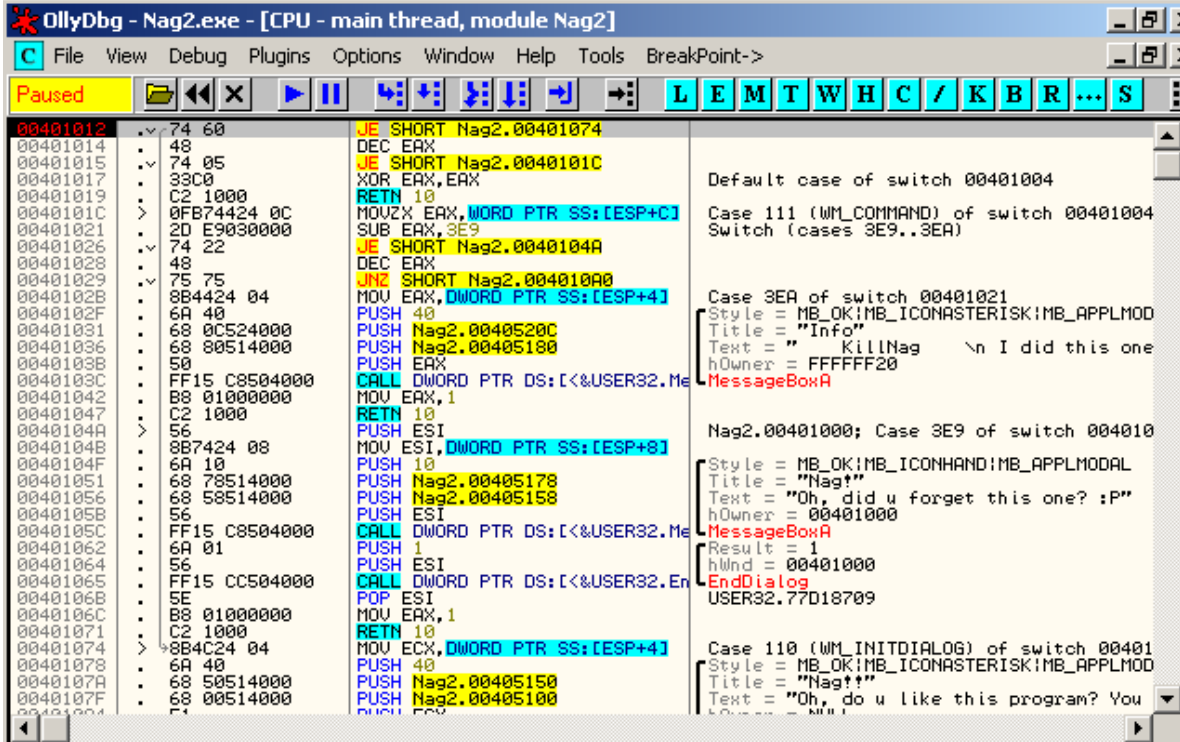 OllyDbg - Nag2.exe - [CPU - main thread, module Nag2]
C File View Debug Plugins Options Window Help Tools BreakPoint->
Paused L E M T W H C / K B R ... S
00401012 .v 74 60 JE SHORT Nag2.00401074
00401014 . 48 DEC EAX
00401015 .v 74 05 JE SHORT Nag2.0040101C
00401017 . 33C0 XOR EAX,EAX Default case of switch 00401004
00401019 . C2 1000 RETN 10
0040101C > 0FB74424 0C MOVZX EAX,WORD PTR SS:[ESP+C] Case 111 (WM_COMMAND) of switch 00401004
00401021 . 2D E9030000 SUB EAX,3E9 Switch (cases 3E9..3EA)
00401026 .v 74 22 JE SHORT Nag2.0040104A
00401028 . 48 DEC EAX
00401029 .v 75 75 JNZ SHORT Nag2.004010A0
0040102B . 8B4424 04 MOV EAX,DWORD PTR SS:[ESP+4] Case 3EA of switch 00401021
0040102F . 6A 40 PUSH 40 Style = MB_OK|MB_ICONASTERISK|MB_APPLMOD
00401031 . 68 0C524000 PUSH Nag2.0040520C Title = "Info"
00401036 . 68 80514000 PUSH Nag2.00405180 Text = " KillNag \n I did this one
0040103B . 50 PUSH EAX hOwner = FFFFFF20
0040103C . FF15 C8504000 CALL DWORD PTR DS:[<&USER32.Me MessageBoxA
00401042 . B8 01000000 MOV EAX,1
00401047 . C2 1000 RETN 10
0040104A > 56 PUSH ESI Nag2.00401000; Case 3E9 of switch 004010
0040104B . 8B7424 08 MOV ESI,DWORD PTR SS:[ESP+8]
0040104F . 6A 10 PUSH 10 Style = MB_OK|MB_ICONHAND|MB_APPLMODAL
00401051 . 68 78514000 PUSH Nag2.00405178 Title = "Nag!"
00401056 . 68 58514000 PUSH Nag2.00405158 Text = "Oh, did u forget this one? :P"
0040105B . 56 PUSH ESI hOwner = 00401000
0040105C . FF15 C8504000 CALL DWORD PTR DS:[<&USER32.Me MessageBoxA
00401062 . 6A 01 PUSH 1 Result = 1
00401064 . 56 PUSH ESI hWnd = 00401000
00401065 . FF15 CC504000 CALL DWORD PTR DS:[<&USER32.En EndDialog
0040106B . 5E POP ESI USER32.77D18709
0040106C . B8 01000000 MOV EAX,1
00401071 . C2 1000 RETN 10
00401074 > 8B4C24 04 MOV ECX,DWORD PTR SS:[ESP+4] Case 110 (WM_INITDIALOG) of switch 00401
00401078 . 6A 40 PUSH 40 Style = MB_OK|MB_ICONASTERISK|MB_APPLMOD
0040107A . 68 50514000 PUSH Nag2.00405150 Title = "Nag!!"
0040107F . 68 00514000 PUSH Nag2.00405100 Text = "Oh, do u like this program? You